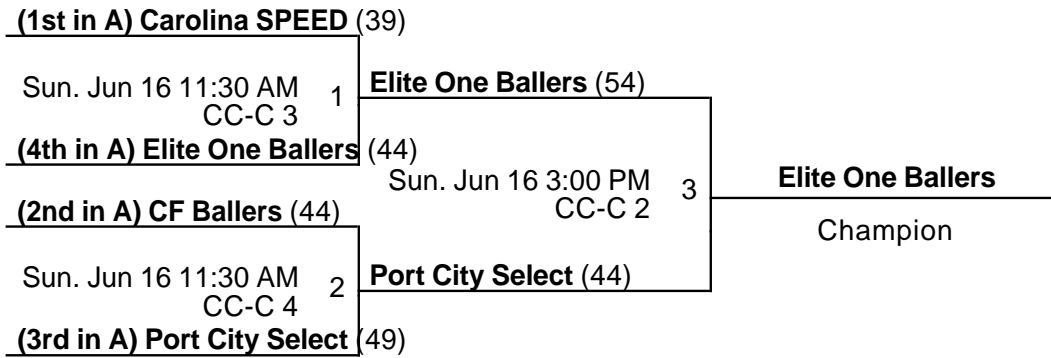 (1st in A) Carolina SPEED (39)
Sun. Jun 16 11:30 AM
CC-C 3
1
Elite One Ballers (54)
(4th in A) Elite One Ballers (44)
Sun. Jun 16 3:00 PM
CC-C 2
3
Elite One Ballers
Champion
(2nd in A) CF Ballers (44)
Sun. Jun 16 11:30 AM
CC-C 4
2
Port City Select (44)
(3rd in A) Port City Select (49)